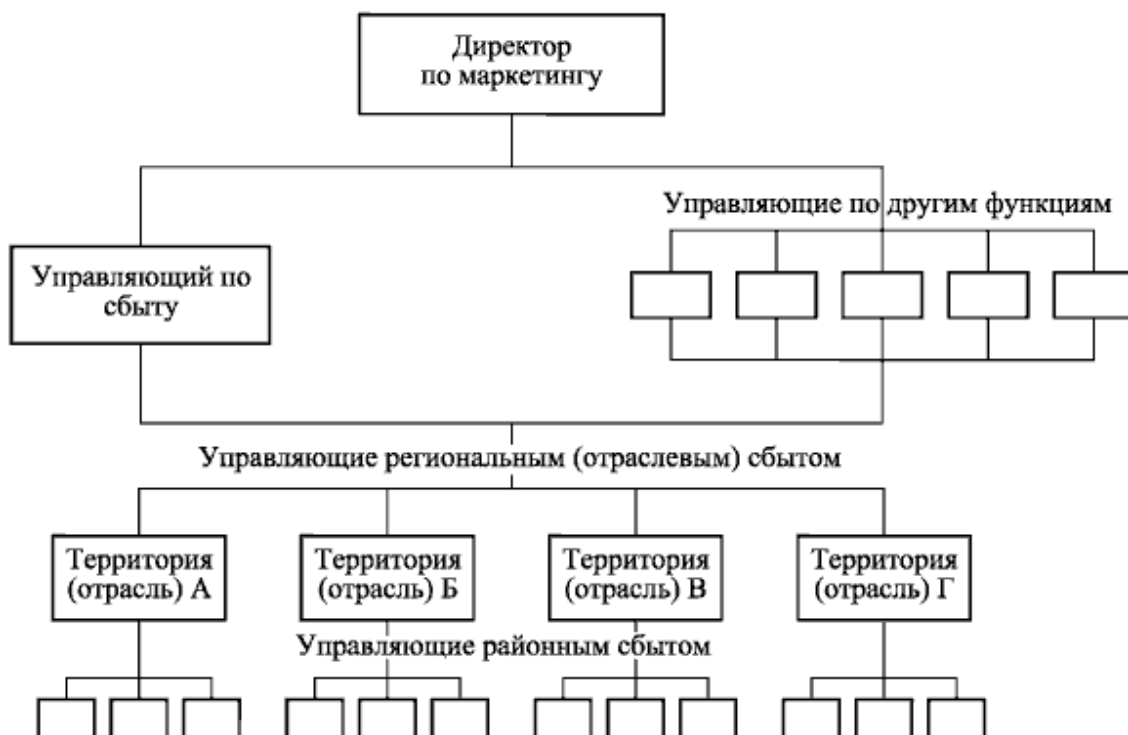 Директор
по маркетингу
Управляющие по другим функциям
Управляющий по
сбыту
Управляющие региональным (отраслевым) сбытом
Территория
(отрасль) А
Территория
(отрасль) Б
Территория
(отрасль) В
Территория
(отрасль) Г
Управляющие районным сбытом